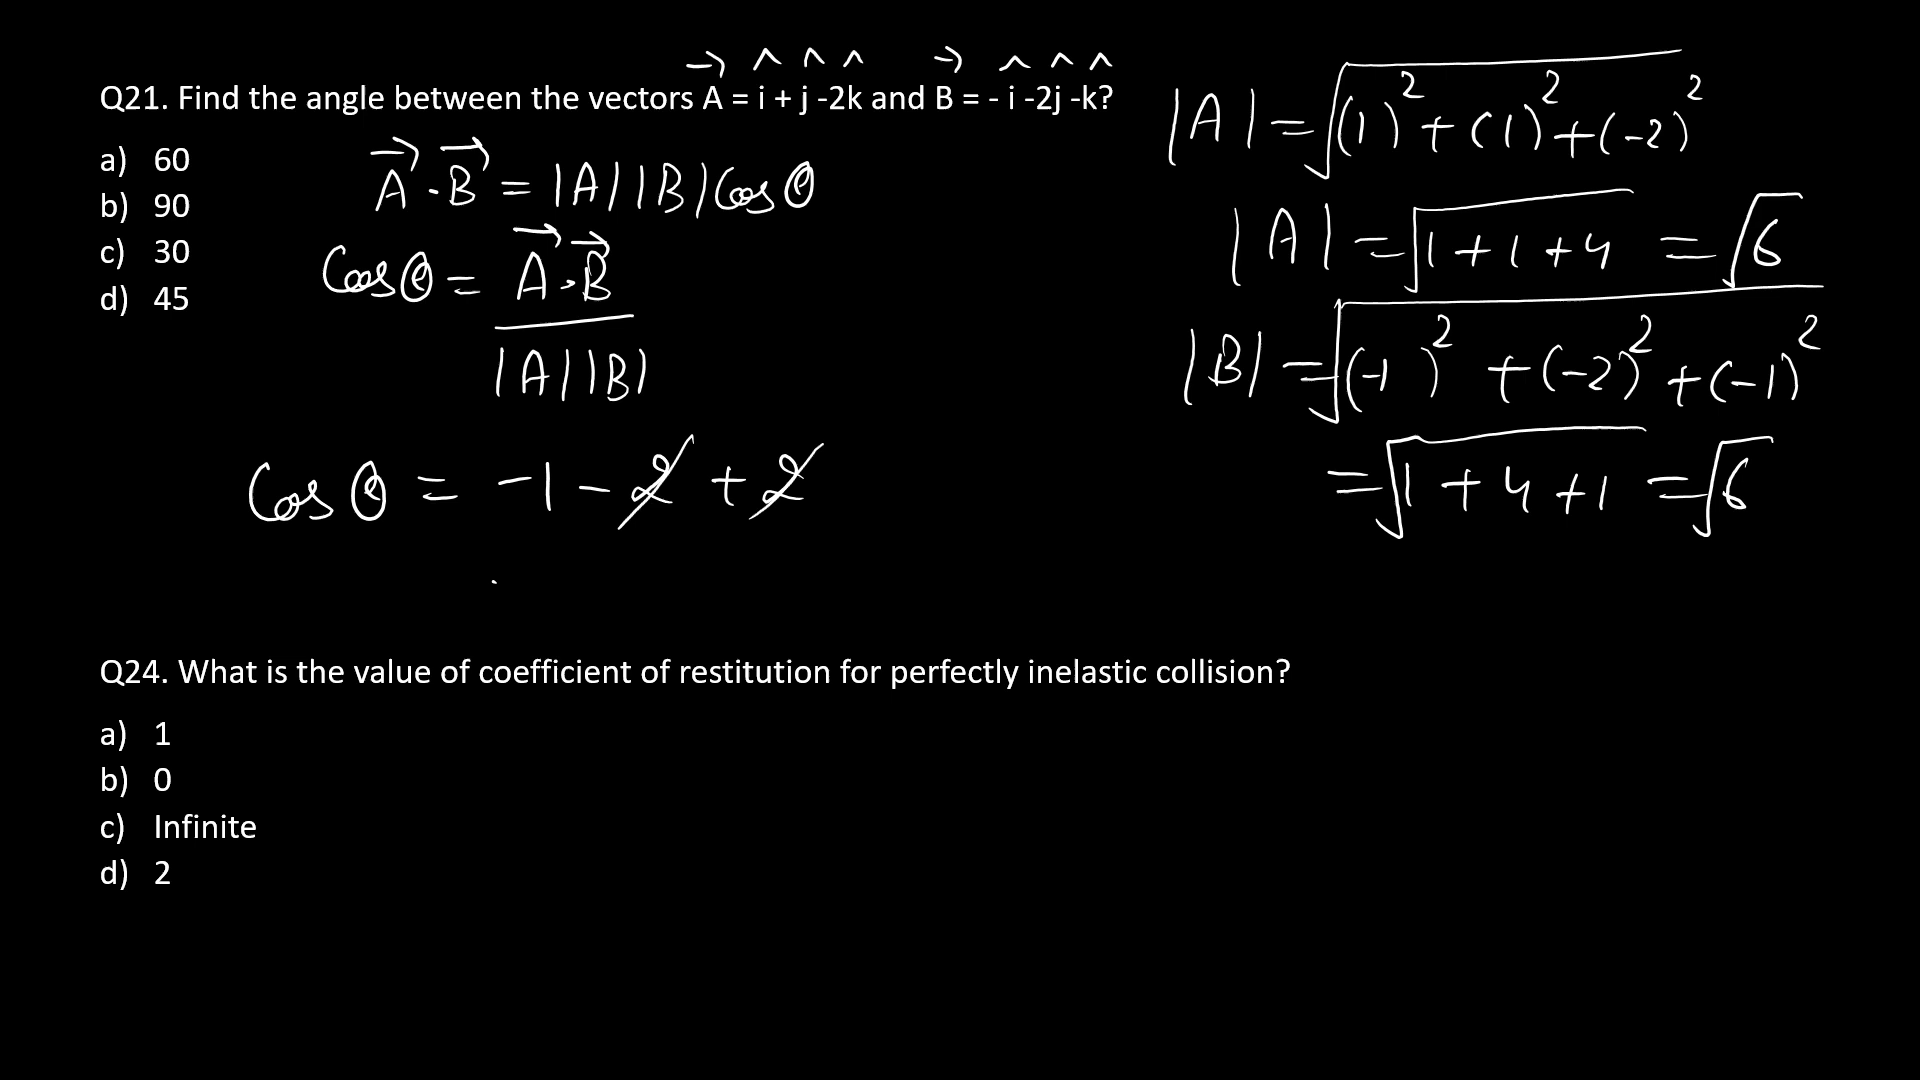 Q21. Find the angle between the vectors A⃗ = î + ĵ -2k̂ and B⃗ = - î -2ĵ -k̂?
a) 60
b) 90
c) 30
d) 45
A⃗ . B⃗ = |A| |B| Cos θ
Cos θ = A⃗ . B⃗
|A| |B|
Cos θ = -1 - 2 + 2
|A| = √(1)² + (1)² + (-2)²
|A| = √1 + 1 + 4 = √6
|B| = √(-1)² + (-2)² + (-1)²
= √1 + 4 + 1 = √6
Q24. What is the value of coefficient of restitution for perfectly inelastic collision?
a) 1
b) 0
c) Infinite
d) 2